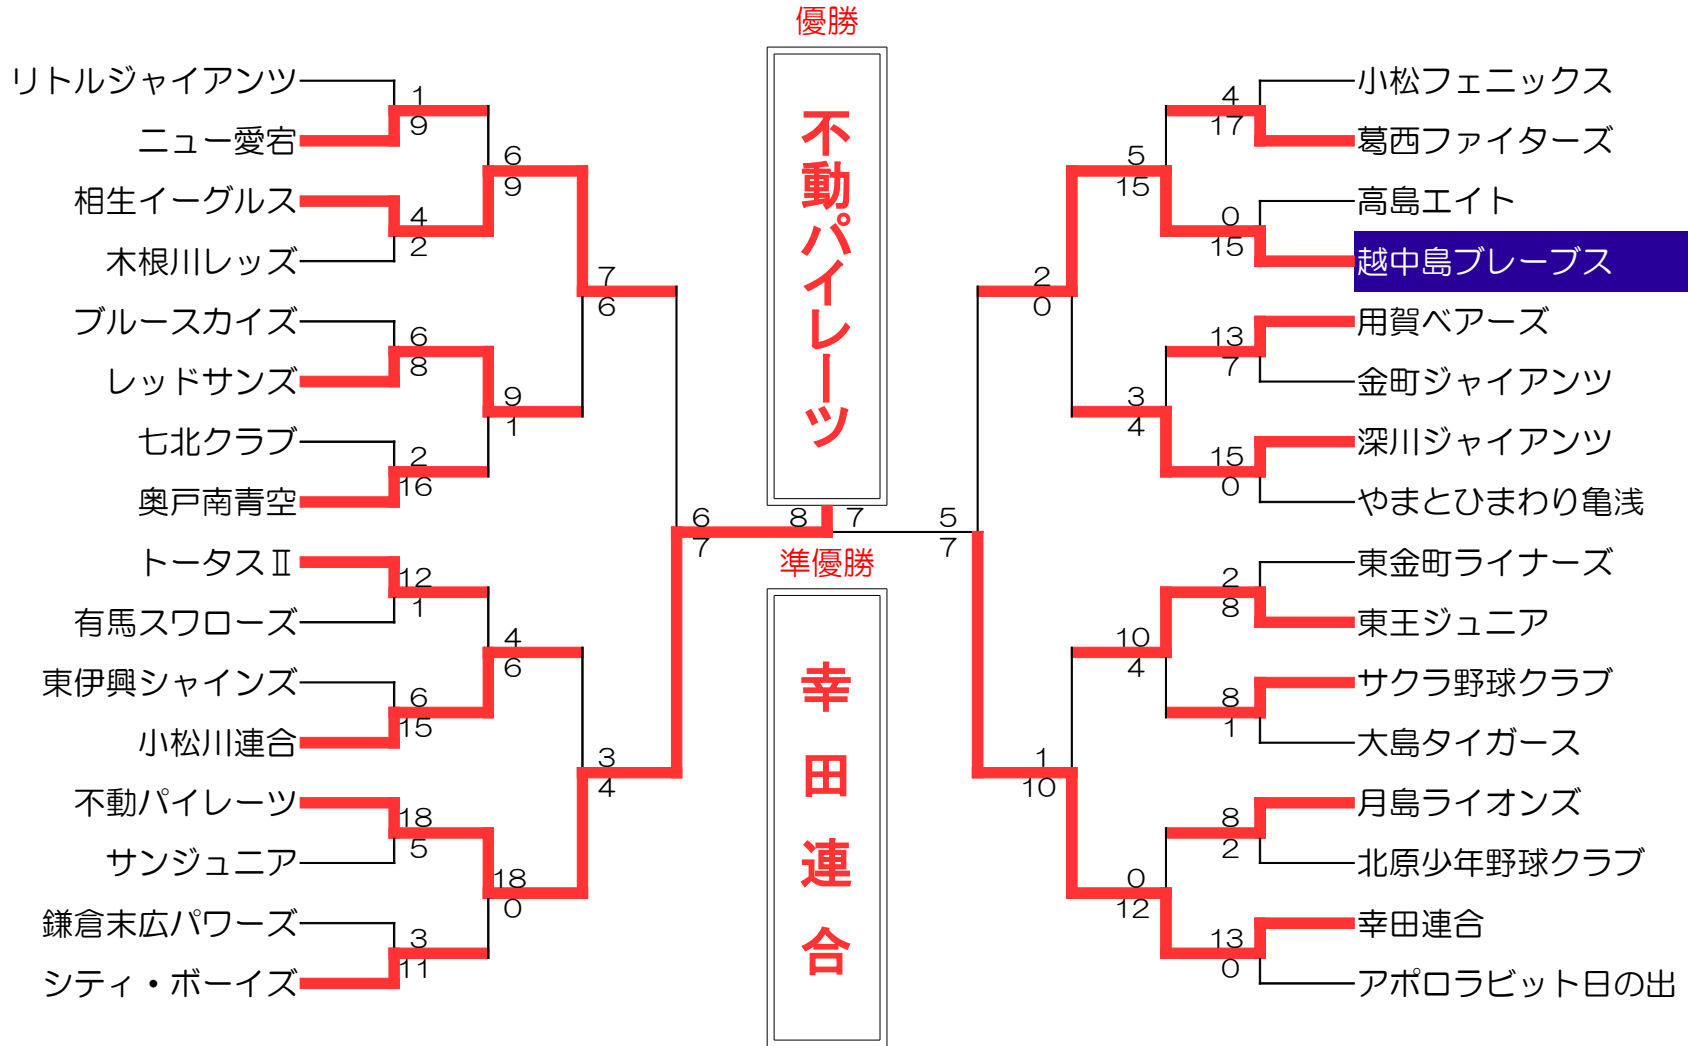 優勝
不動パイレーツ
8 7
準優勝
幸田連合
リトルジャイアンツ
1
9
ニュー愛宕
6
9
相生イーグルス
4
2
木根川レッズ
7
6
ブルースカイズ
6
8
レッドサンズ
9
1
七北クラブ
2
16
奥戸南青空
6
7
トータスⅡ
12
1
有馬スワローズ
4
6
東伊興シャインズ
6
15
小松川連合
3
4
不動パイレーツ
18
5
サンジュニア
18
0
鎌倉末広パワーズ
3
11
シティ・ボーイズ
小松フェニックス
4
17
葛西ファイターズ
5
15
高島エイト
0
15
越中島ブレーブス
2
0
用賀ベアーズ
13
7
金町ジャイアンツ
3
4
深川ジャイアンツ
15
0
やまとひまわり亀浅
5
7
東金町ライナーズ
2
8
東王ジュニア
10
4
サクラ野球クラブ
8
1
大島タイガース
1
10
月島ライオンズ
8
2
北原少年野球クラブ
0
12
幸田連合
13
0
アポロラビット日の出